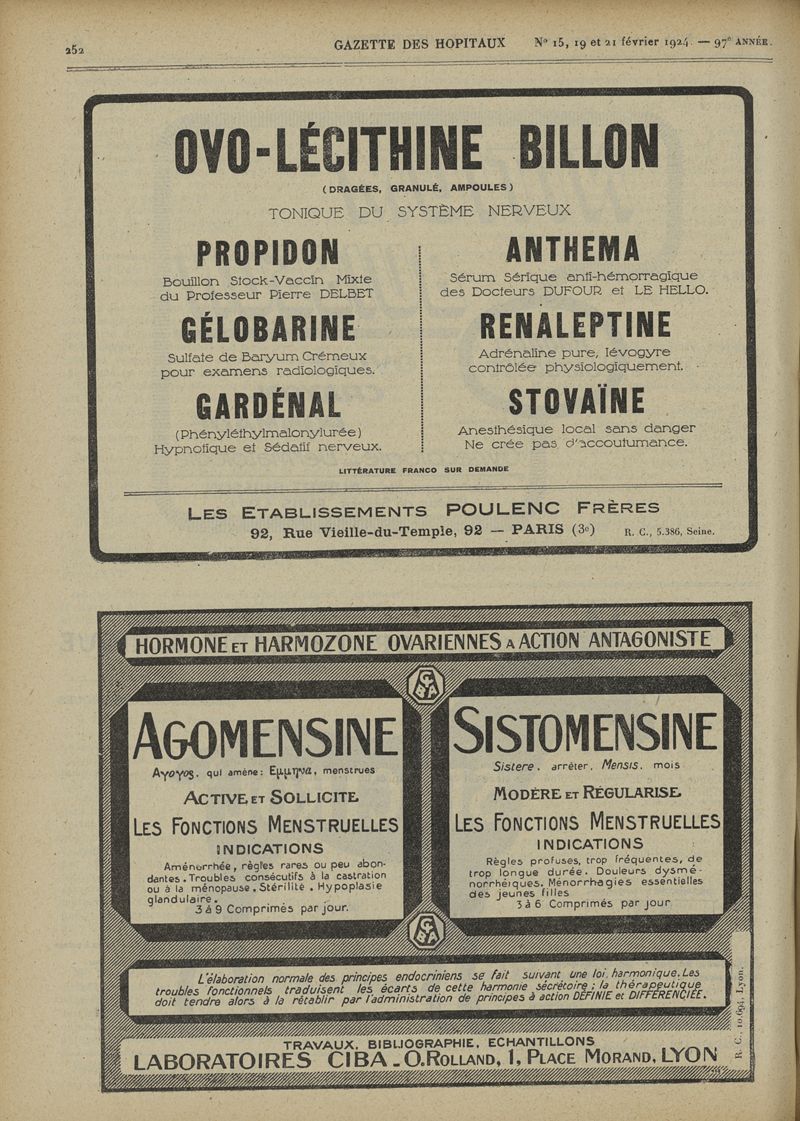 252
GAZETTE DES HOPITAUX N° 15, 19 et 21 février 1924. — 97e ANNÉE.
OVO-LÉCITHINE BILLON
(DRAGÉES, GRANULÉ, AMPOULES)
TONIQUE DU SYSTÈME NERVEUX
PROPIDON
Bouillon Stock-Vaccin Mixte
du Professeur Pierre DELBET
GÉLOBARINE
Sulfate de Baryum Crémeux
pour examens radiologiques.
GARDÉNAL
(Phényléthylmalonylurée)
Hypnotique et Sédatif nerveux.
ANTHEMA
Sérum Sérique anti-hémorragique
des Docteurs DUFOUR et LE HELLO.
RENALEPTINE
Adrénaline pure, lévogyre
contrôlée physiologiquement.
STOVAÏNE
Anesthésique local sans danger
Ne crée pas d'accoutumance.
LITTÉRATURE FRANCO SUR DEMANDE
LES ETABLISSEMENTS POULENC FRÈRES
92, Rue Vieille-du-Temple, 92 — PARIS (3e) R. C., 5.386, Seine.
HORMONE ET HARMOZONE OVARIENNES A ACTION ANTAGONISTE
CIBA
AGOMENSINE
Αγογος, qui amène: Εμμηνα, menstrues
ACTIVE ET SOLLICITE
LES FONCTIONS MENSTRUELLES
INDICATIONS
Aménorrhée, règles rares ou peu abon-
dantes. Troubles consécutifs à la castration
ou à la ménopause. Stérilité. Hypoplasie
glandulaire.
3 à 9 Comprimés par jour.
SISTOMENSINE
Sistere, arrêter. Mensis, mois
MODÈRE ET RÉGULARISE
LES FONCTIONS MENSTRUELLES
INDICATIONS
Règles profuses, trop fréquentes, de
trop longue durée. Douleurs dysmé-
norrhéiques. Ménorrhagies essentielles
des jeunes filles
3 à 6 Comprimés par jour
CIBA
L'élaboration normale des principes endocriniens se fait suivant une loi harmonique. Les
troubles fonctionnels traduisent les écarts de cette harmonie sécrétoire; la thérapeutique
doit tendre alors à la rétablir par l'administration de principes à action DÉFINIE et DIFFÉRENCIÉE.
TRAVAUX, BIBLIOGRAPHIE, ECHANTILLONS
LABORATOIRES CIBA - O. ROLLAND, 1, PLACE MORAND, LYON
R. C., 10.694, Lyon.